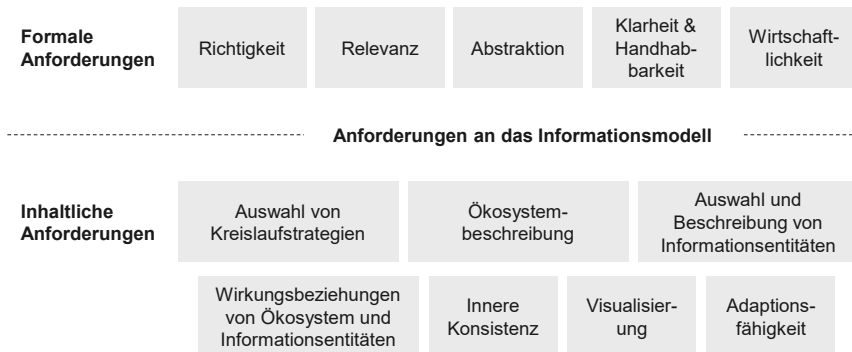 Formale
Anforderungen
Richtigkeit
Relevanz
Abstraktion
Klarheit &
Handhab-
barkeit
Wirtschaft-
lichkeit
Anforderungen an das Informationsmodell
Inhaltliche
Anforderungen
Auswahl von
Kreislaufstrategien
Ökosystem-
beschreibung
Auswahl und
Beschreibung von
Informationsentitäten
Wirkungsbeziehungen
von Ökosystem und
Informationsentitäten
Innere
Konsistenz
Visualisier-
ung
Adaptions-
fähigkeit